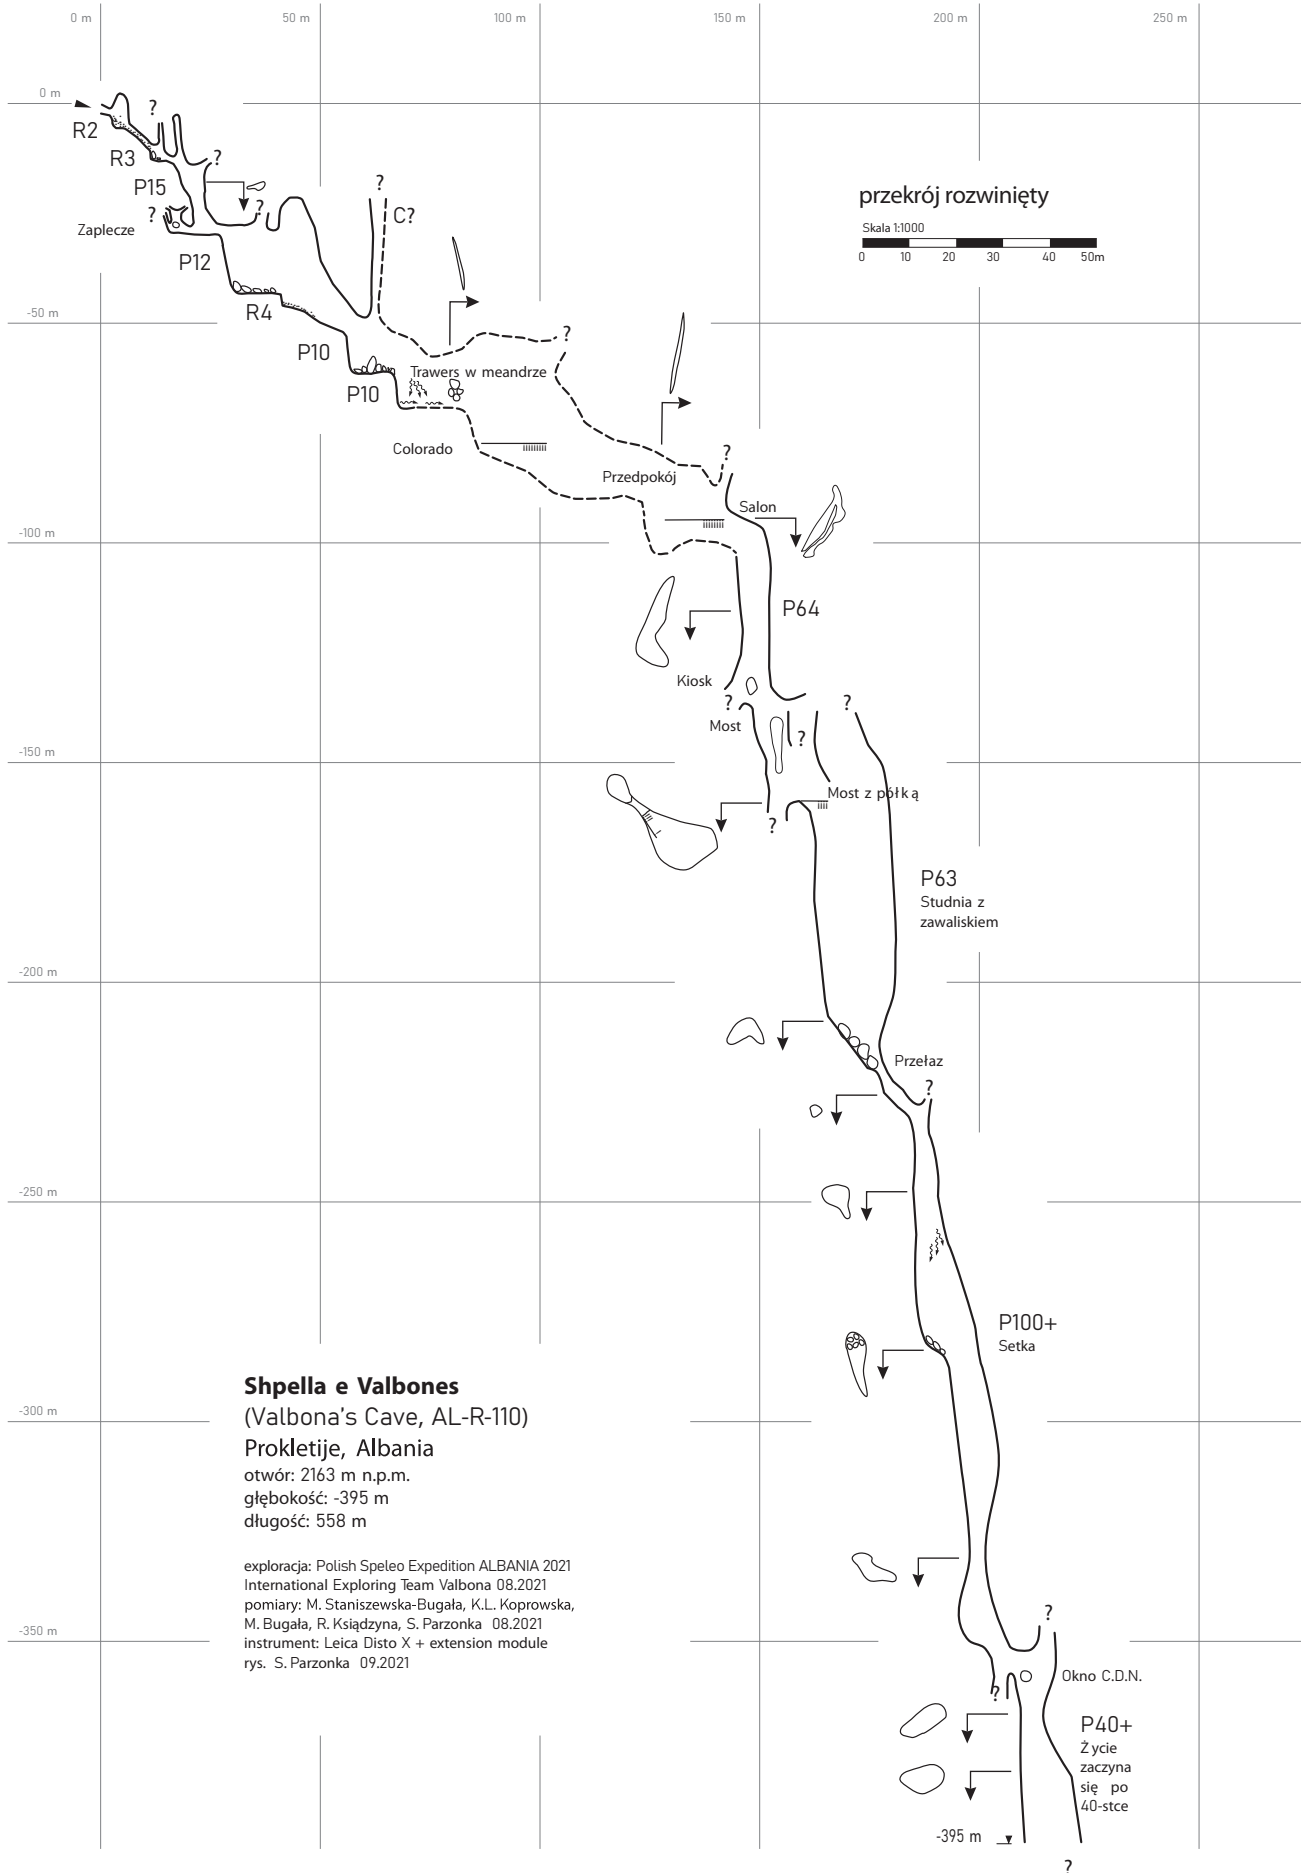 0 m
50 m
100 m
150 m
200 m
250 m
0 m
?
R2
R3
?
P15
?
?
?
C?
Zaplecze
P12
przekrój rozwinięty
Skala 1:1000
0 10 20 30 40 50m
R4
-50 m
P10
?
Trawers w meandrze
P10
Colorado
?
Przedpokój
Salon
-100 m
P64
Kiosk
?
?
Most
?
-150 m
Most z półką
?
P63
Studnia z
zawaliskiem
-200 m
Przełaz
?
-250 m
P100+
Setka
Shpella e Valbones
(Valbona's Cave, AL-R-110)
Prokletije, Albania
otwór: 2163 m n.p.m.
głębokość: -395 m
długość: 558 m
-300 m
exploracja: Polish Speleo Expedition ALBANIA 2021
International Exploring Team Valbona 08.2021
pomiary: M. Staniszewska-Bugała, K.L. Koprowska,
M. Bugała, R. Książyna, S. Parzonka 08.2021
instrument: Leica Disto X + extension module
rys. S. Parzonka 09.2021
-350 m
?
Okno C.D.N.
?
P40+
Życie
zaczyna
się po
40-stce
-395 m
?